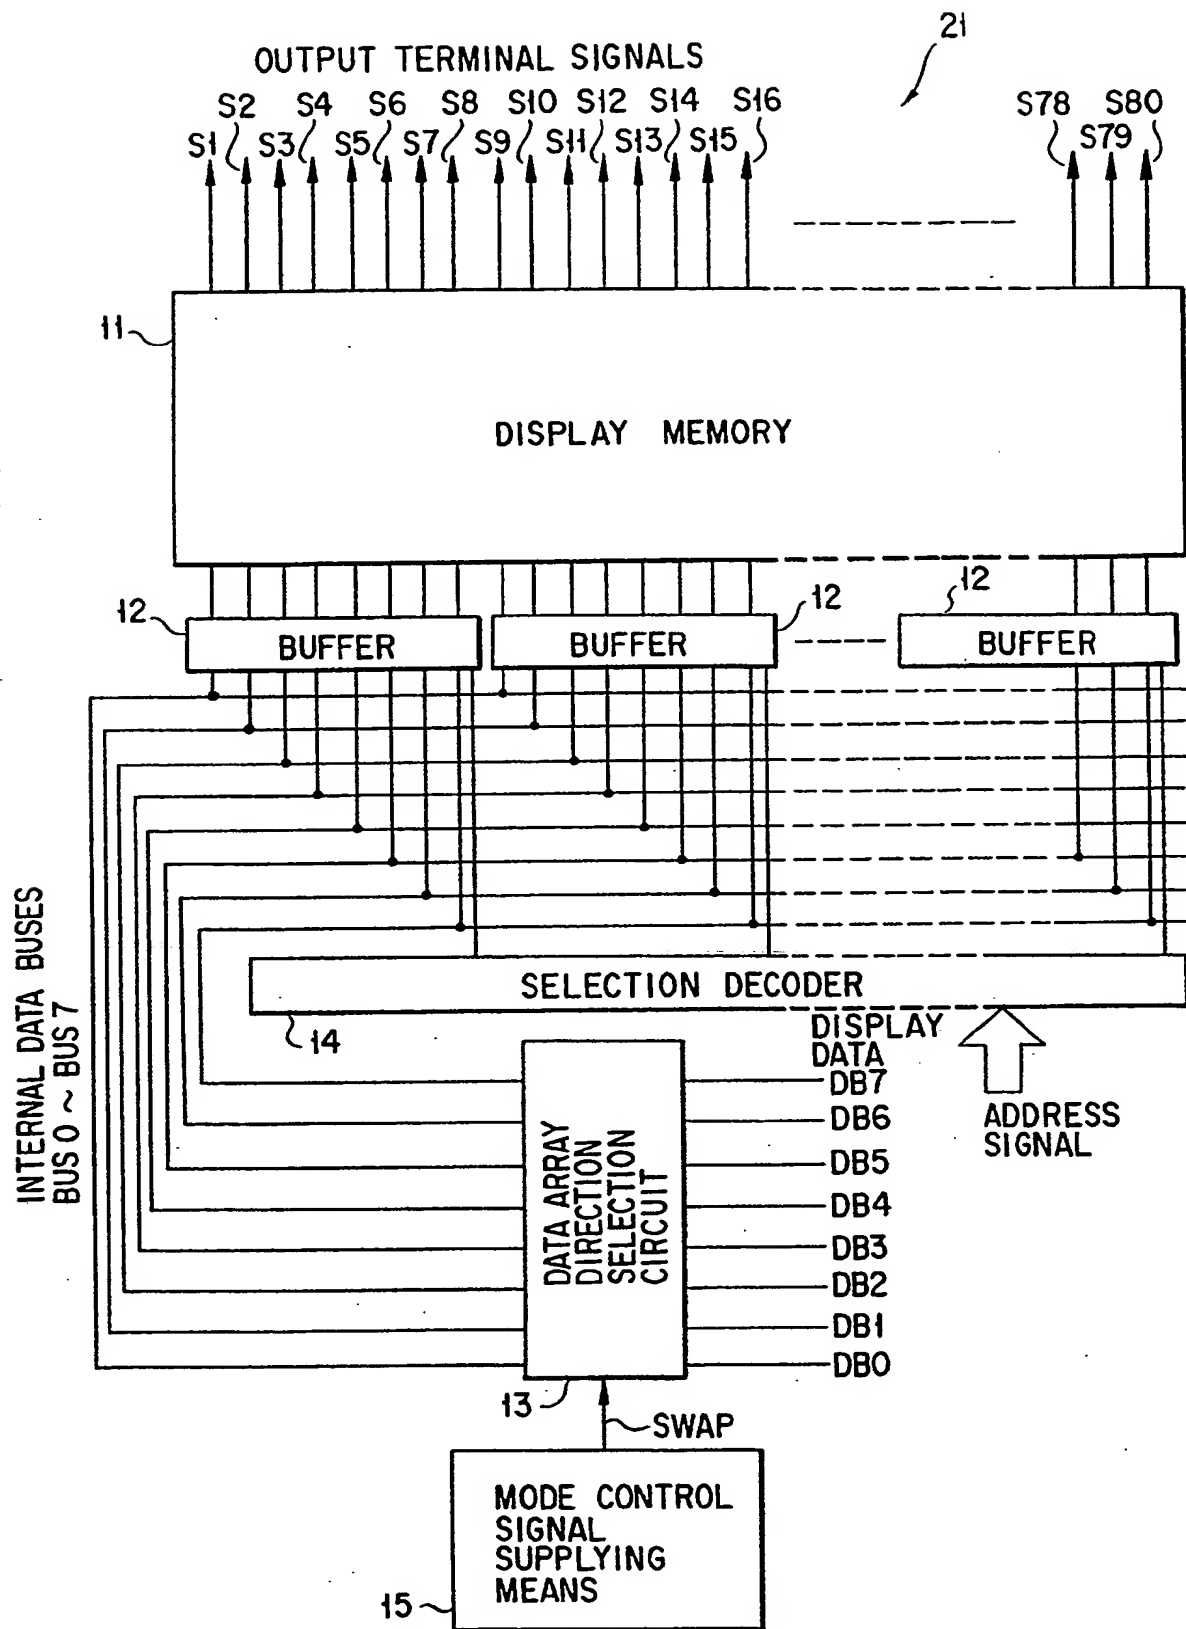 21
OUTPUT TERMINAL SIGNALS
S2 S4 S6 S8 S10 S12 S14 S16 S78 S80
S1 S3 S5 S7 S9 S11 S13 S15 S79
11
DISPLAY MEMORY
12 12 12
BUFFER BUFFER BUFFER
INTERNAL DATA BUSES
BUS 0 ~ BUS 7
SELECTION DECODER
14
DISPLAY
DATA
DB7
DB6
DB5
DB4
DB3
DB2
DB1
DB0
ADDRESS
SIGNAL
DATA ARRAY
DIRECTION
SELECTION
CIRCUIT
13
SWAP
MODE CONTROL
SIGNAL
SUPPLYING
MEANS
15